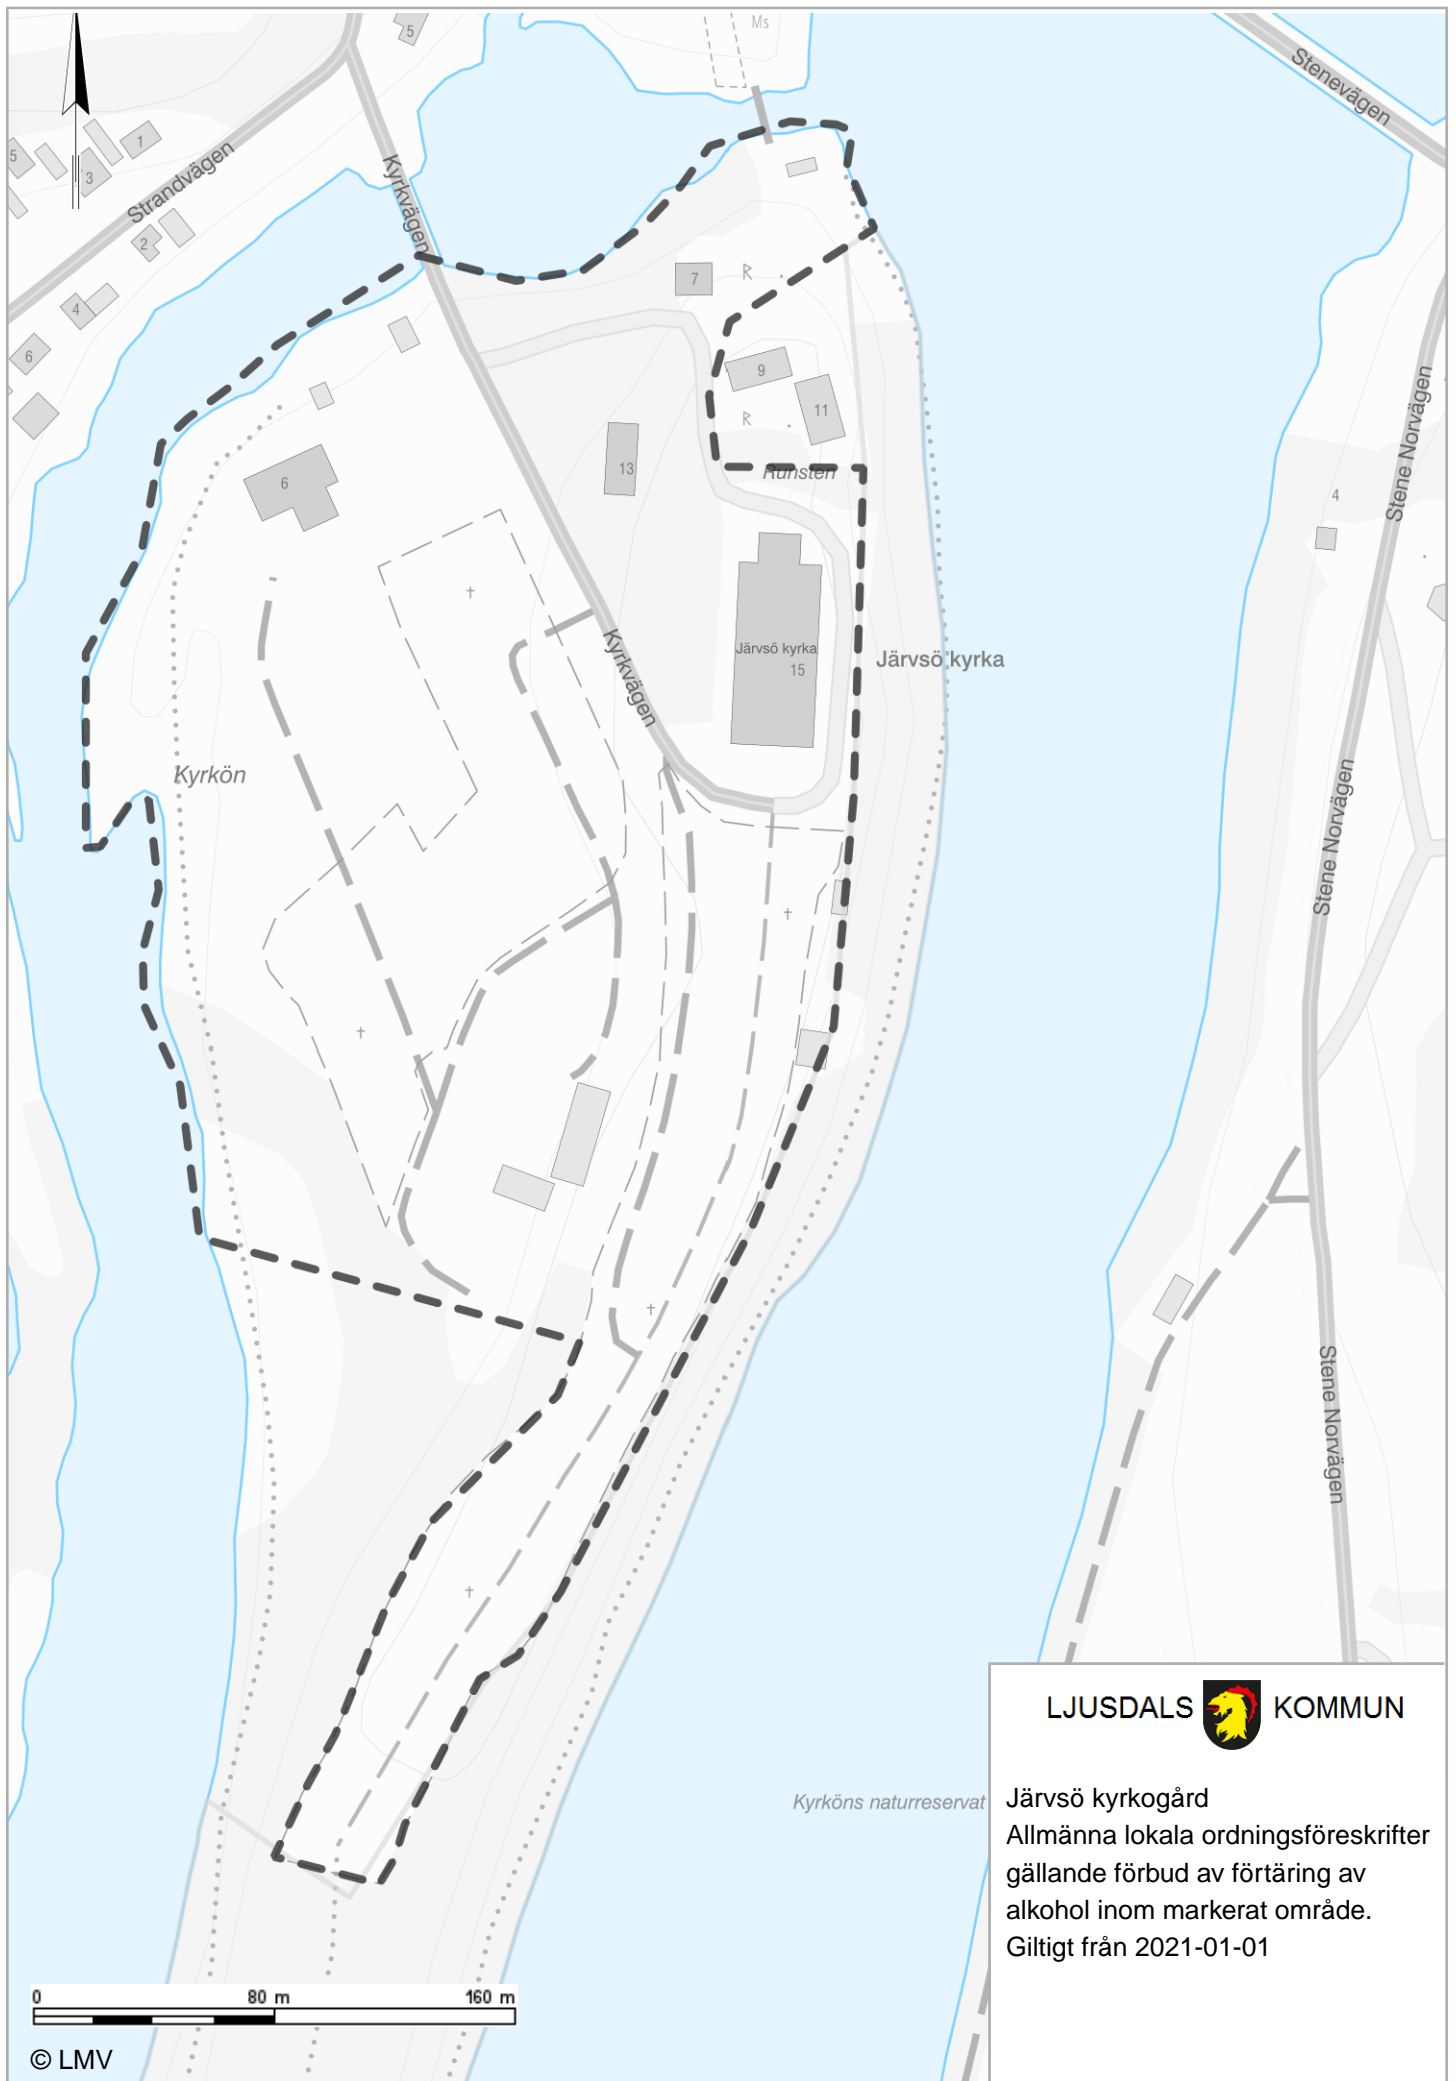 5
Ms
Stenevägen
5
1
3
Strandvägen
Kyrkvägen
2
4
6
7
R
9
11
R
Runsten
13
6
4
Stene Norvägen
Järvsö kyrka
15
Järvsö kyrka
Kyrkvägen
Kyrkön
Stene Norvägen
Stene Norvägen
Kyrköns naturreservat
LJUSDALS KOMMUN
Järvsö kyrkogård
Allmänna lokala ordningsföreskrifter
gällande förbud av förtäring av
alkohol inom markerat område.
Giltigt från 2021-01-01
0 80 m 160 m
© LMV